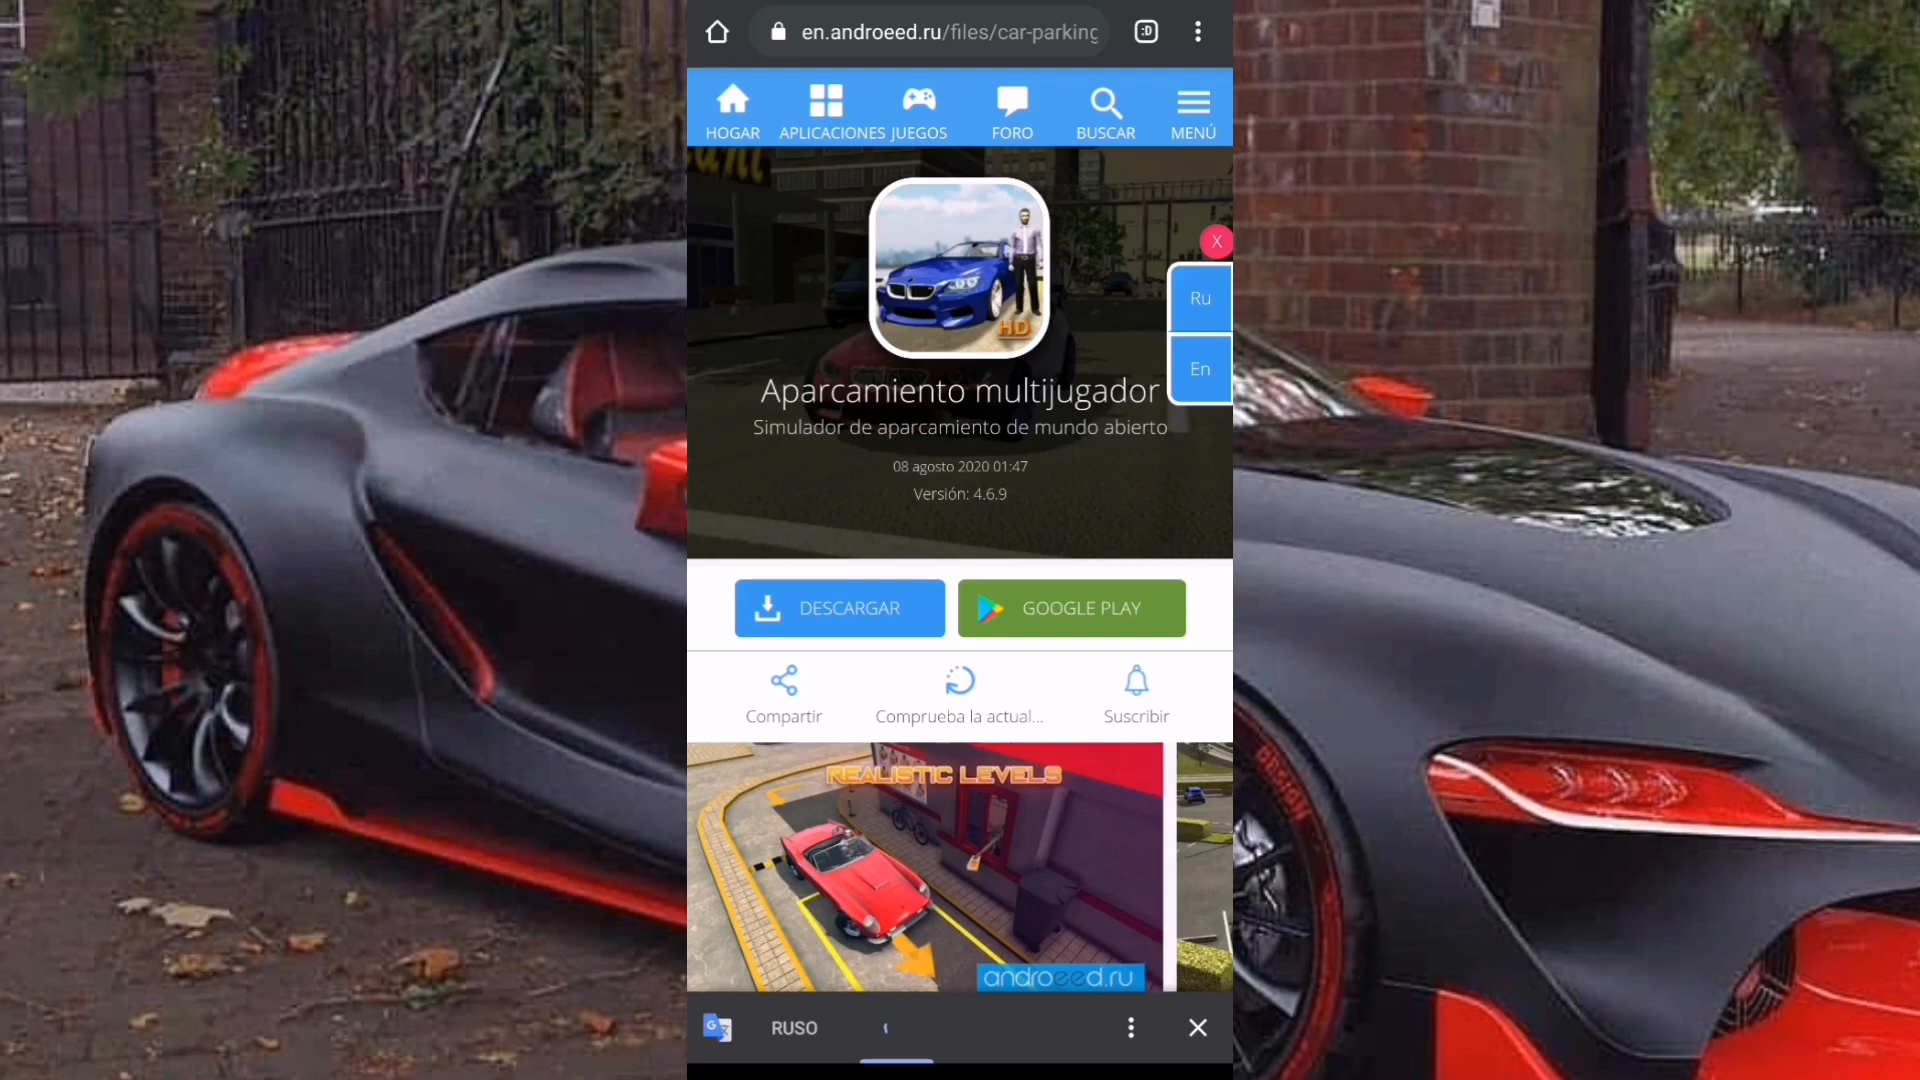 en.androeed.ru/files/car-parking
:D
HOGAR
APLICACIONES
JUEGOS
FORO
BUSCAR
MENÚ
HD
X
Ru
En
Aparcamiento multijugador
Simulador de aparcamiento de mundo abierto
08 agosto 2020 01:47
Versión: 4.6.9
DESCARGAR
GOOGLE PLAY
Compartir
Comprueba la actual...
Suscribir
REALISTIC LEVELS
androeed.ru
G
RUSO